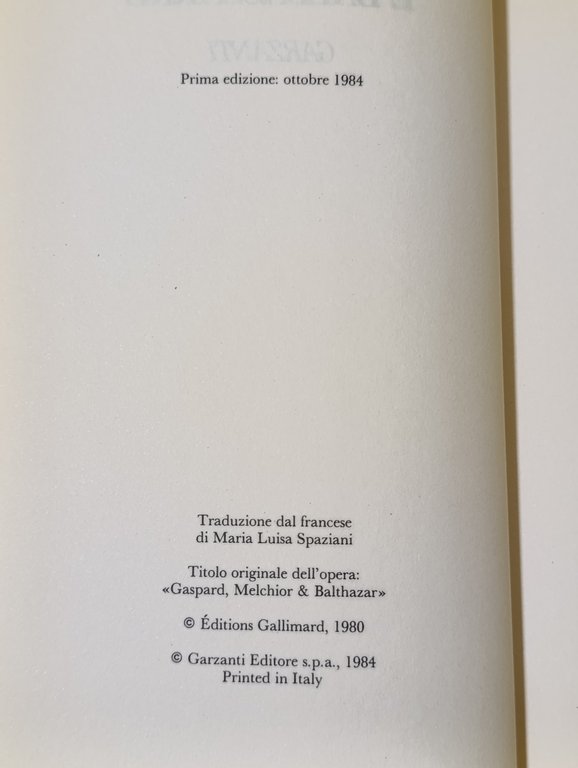 Prima edizione: ottobre 1984
Traduzione dal francese
di Maria Luisa Spaziani
Titolo originale dell'opera:
«Gaspard, Melchior & Balthazar»
© Éditions Gallimard, 1980
© Garzanti Editore s.p.a., 1984
Printed in Italy